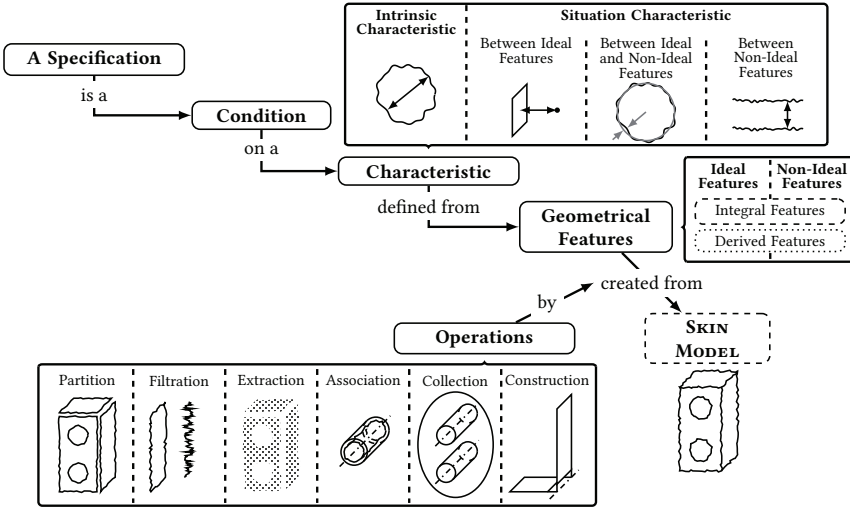 Intrinsic
Characteristic
Situation Characteristic
Between Ideal
Features
Between Ideal
and Non-Ideal
Features
Between
Non-Ideal
Features
A Specification
is a
Condition
on a
Characteristic
defined from
Geometrical
Features
Ideal
Features
Non-Ideal
Features
Integral Features
Derived Features
created from
by
Operations
Skin
Model
Partition
Filtration
Extraction
Association
Collection
Construction